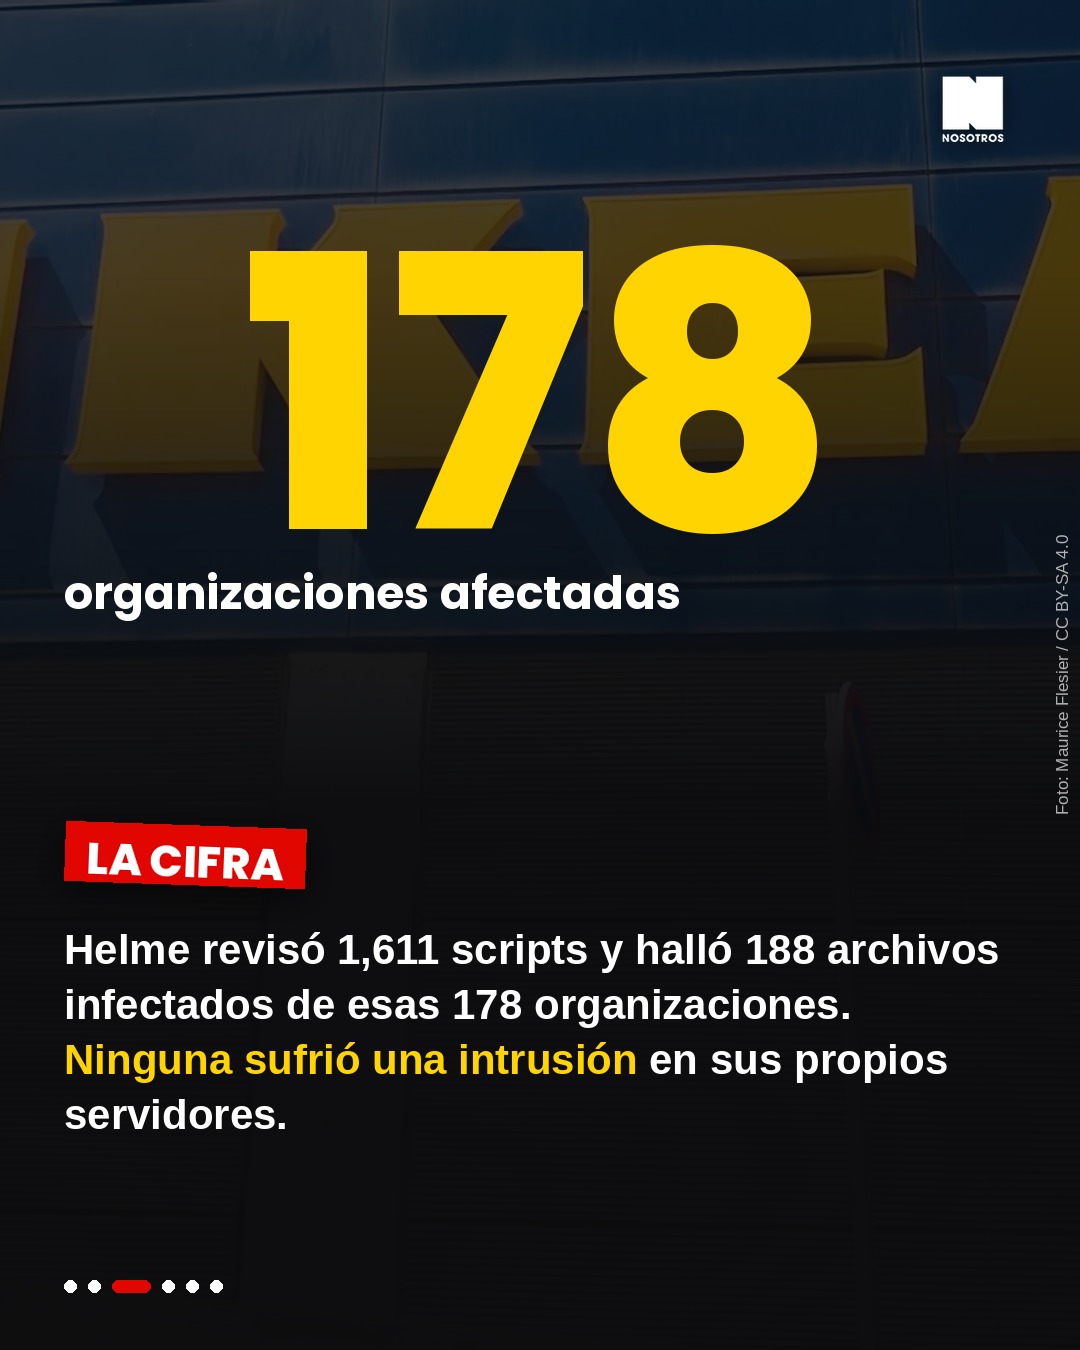 NOSOTROS
IKEA
178
organizaciones afectadas
Foto: Maurice Flesier / CC BY-SA 4.0
LA CIFRA
Helme revisó 1,611 scripts y halló 188 archivos
infectados de esas 178 organizaciones.
Ninguna sufrió una intrusión en sus propios
servidores.